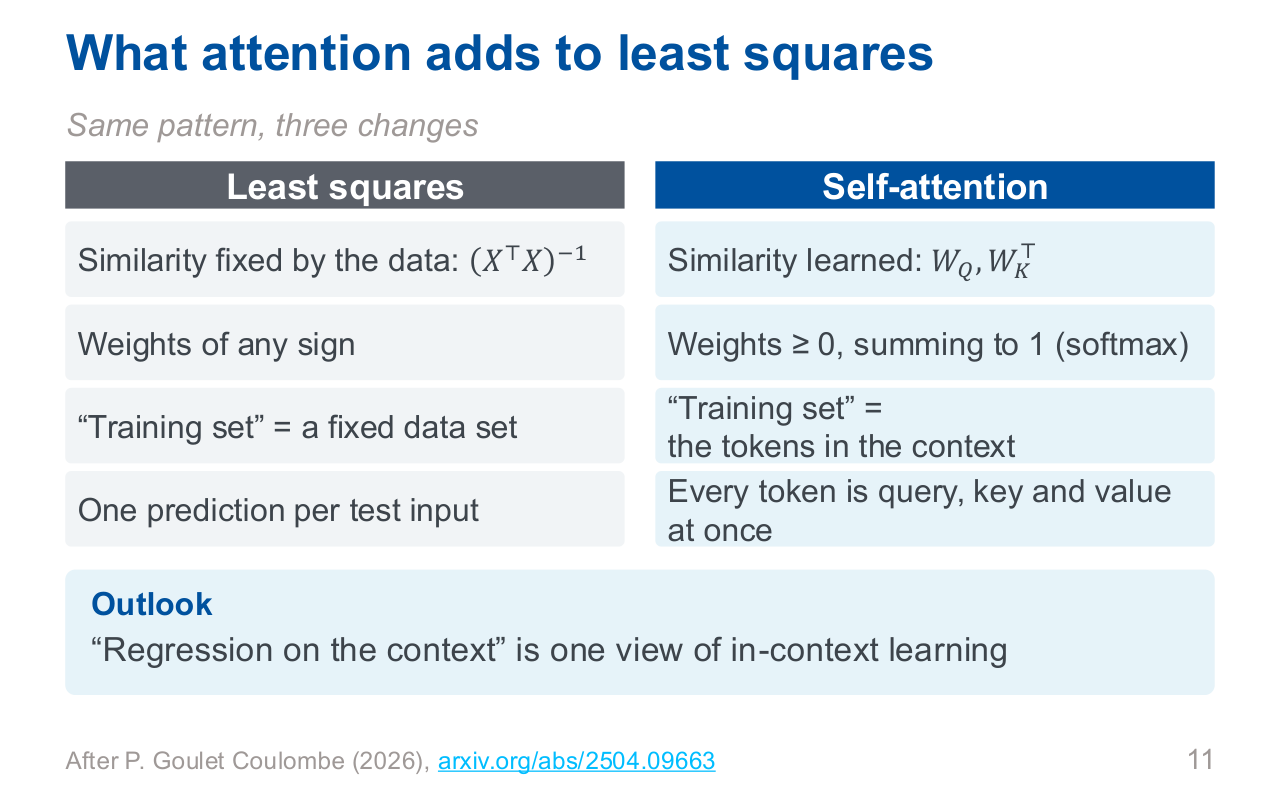 What attention adds to least squares
Same pattern, three changes
Least squares
Self-attention
Similarity fixed by the data: (X⊤X)⁻¹
Similarity learned: W_Q, W_K^⊤
Weights of any sign
Weights ≥ 0, summing to 1 (softmax)
“Training set” = a fixed data set
“Training set” =
the tokens in the context
One prediction per test input
Every token is query, key and value
at once
Outlook
“Regression on the context” is one view of in-context learning
After P. Goulet Coulombe (2026), arxiv.org/abs/2504.09663
11